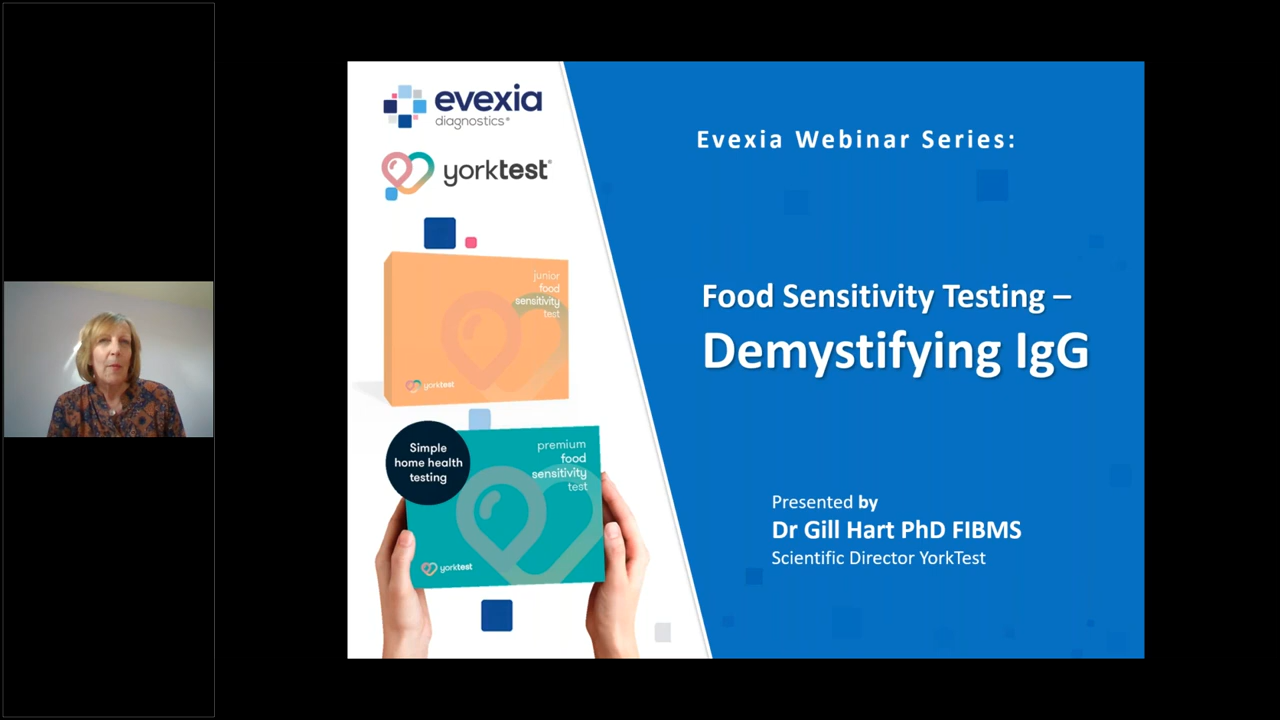 evexia
diagnostics®
yorktest®
junior
food
sensitivity
test
yorktest
Simple
home health
testing
premium
food
sensitivity
test
yorktest
Evexia Webinar Series:
Food Sensitivity Testing –
Demystifying IgG
Presented by
Dr Gill Hart PhD FIBMS
Scientific Director YorkTest